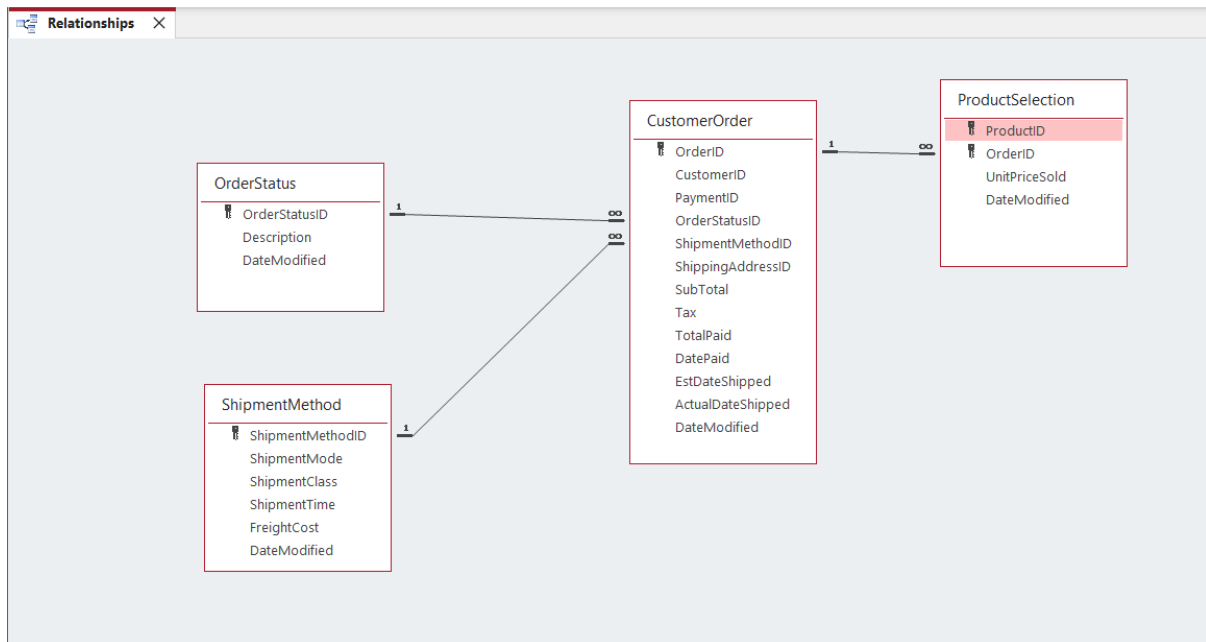 Relationships
OrderStatus
OrderStatusID
Description
DateModified
ShipmentMethod
ShipmentMethodID
ShipmentMode
ShipmentClass
ShipmentTime
FreightCost
DateModified
1
∞
1
∞
CustomerOrder
OrderID
CustomerID
PaymentID
OrderStatusID
ShipmentMethodID
ShippingAddressID
SubTotal
Tax
TotalPaid
DatePaid
EstDateShipped
ActualDateShipped
DateModified
1
∞
ProductSelection
ProductID
OrderID
UnitPriceSold
DateModified